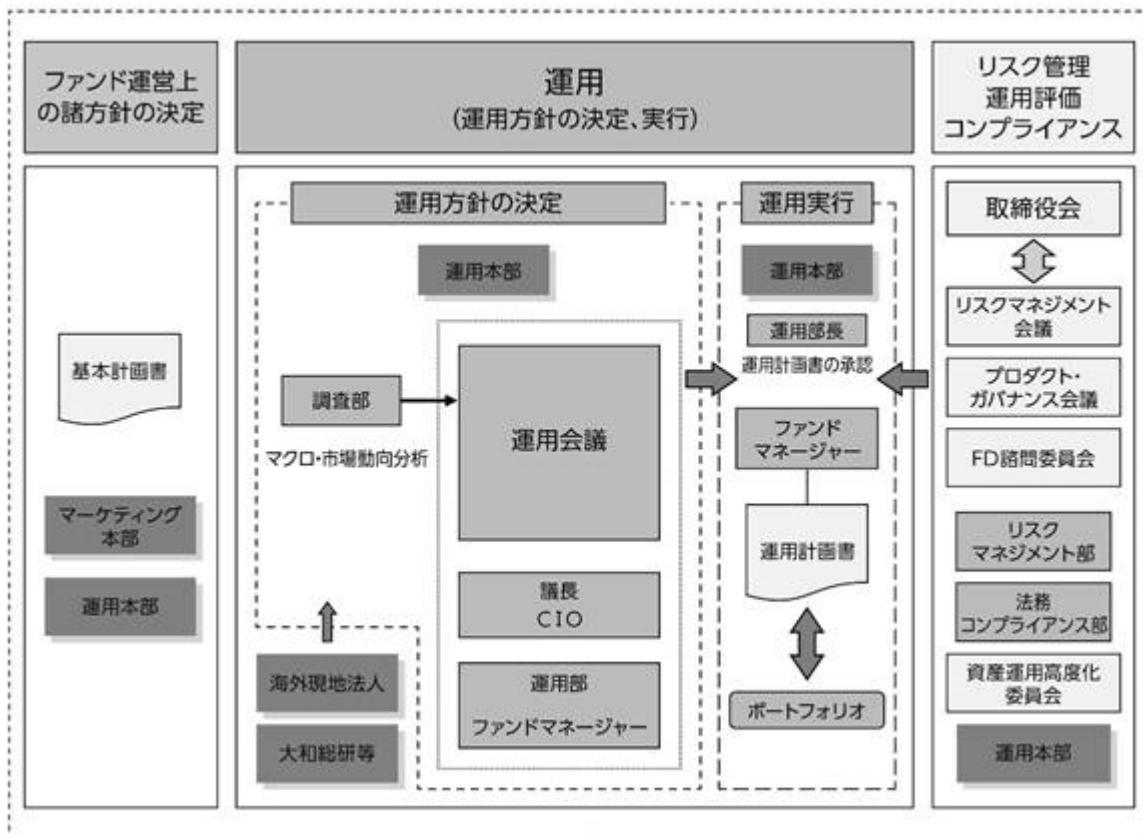 ファンド運営上
の諸方針の決定
運用
(運用方針の決定、実行)
リスク管理
運用評価
コンプライアンス
基本計画書
マーケティング
本部
運用本部
運用方針の決定
運用本部
調査部
マクロ・市場動向分析
運用会議
議長
CIO
運用部
ファンドマネージャー
海外現地法人
大和総研等
運用実行
運用本部
運用部長
運用計画書の承認
ファンド
マネージャー
運用計画書
ポートフォリオ
取締役会
リスクマネジメント
会議
プロダクト・
ガバナンス会議
FD諮問委員会
リスク
マネジメント部
法務
コンプライアンス部
資産運用高度化
委員会
運用本部